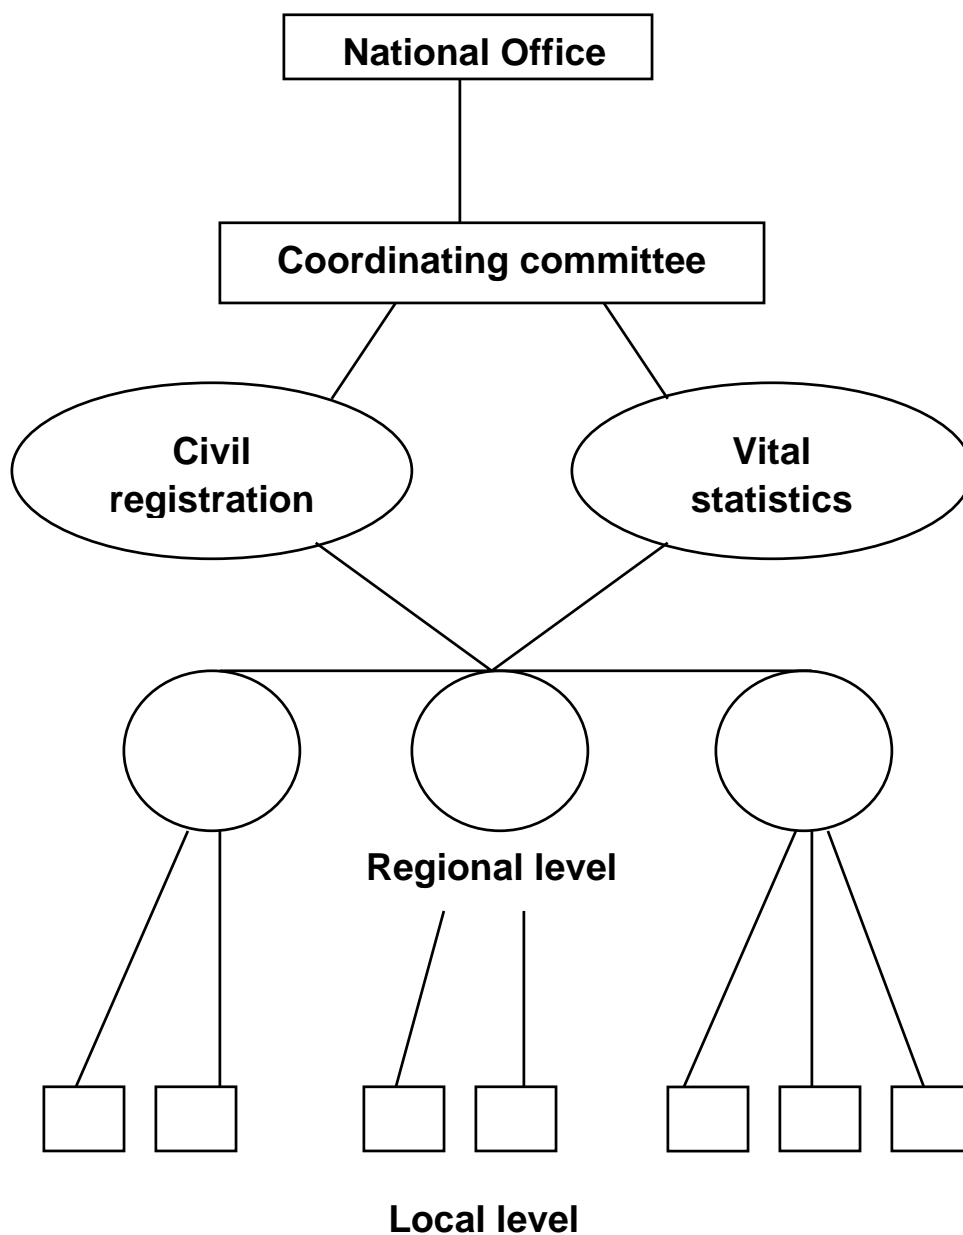 National Office
Coordinating committee
Civil
registration
Vital
statistics
Regional level
Local level